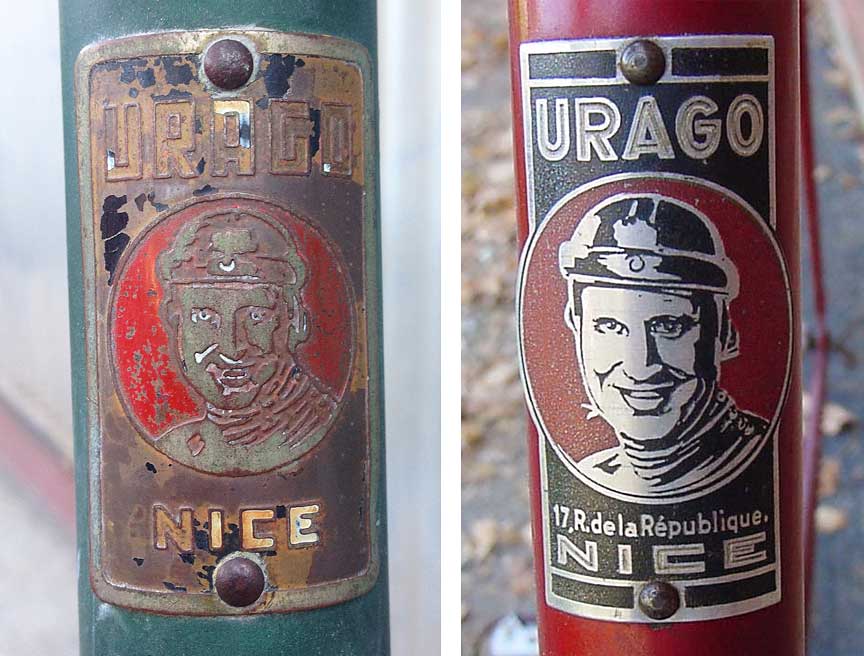 URAGO
NICE
URAGO
17,R.de la République.
NICE